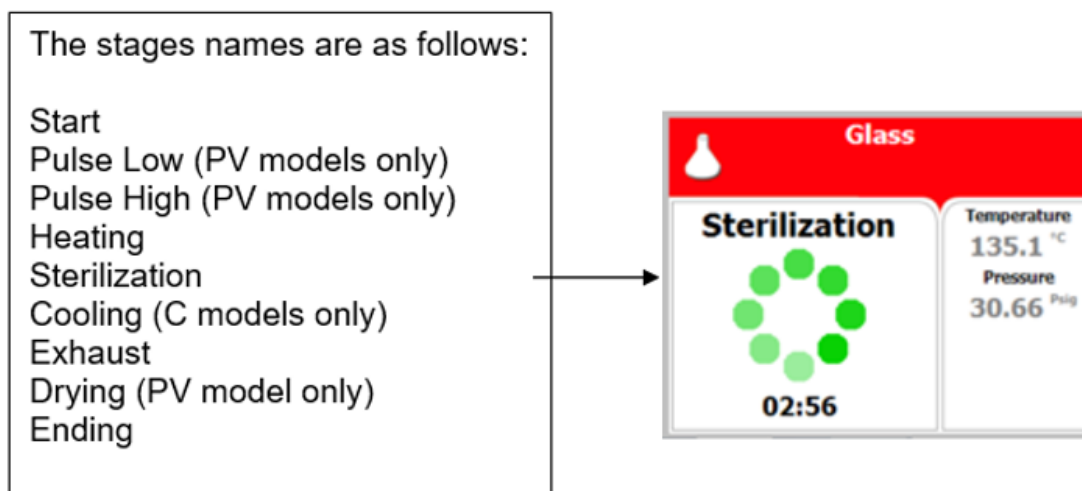 The stages names are as follows:
Start
Pulse Low (PV models only)
Pulse High (PV models only)
Heating
Sterilization
Cooling (C models only)
Exhaust
Drying (PV model only)
Ending
Glass
Sterilization
02:56
Temperature
135.1 °C
Pressure
30.66 Psig